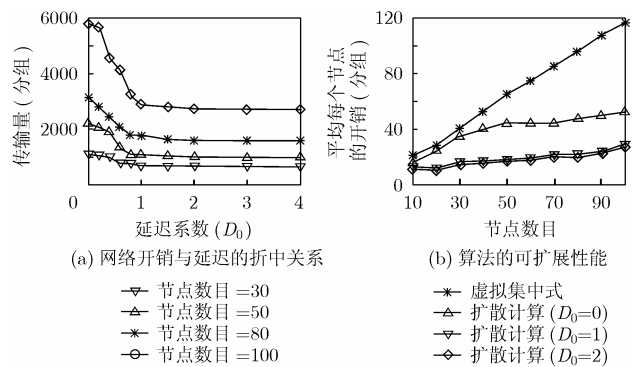 6000
4000
2000
0
1
2
3
4
传输量(分组)
延迟系数(D0)
(a) 网络开销与延迟的折中关系
节点数目=30
节点数目=50
节点数目=80
节点数目=100
120
80
40
0
10
30
50
70
90
平均每个节点
的开销(分组)
节点数目
(b) 算法的可扩展性能
虚拟集中式
扩散计算(D0=0)
扩散计算(D0=1)
扩散计算(D0=2)